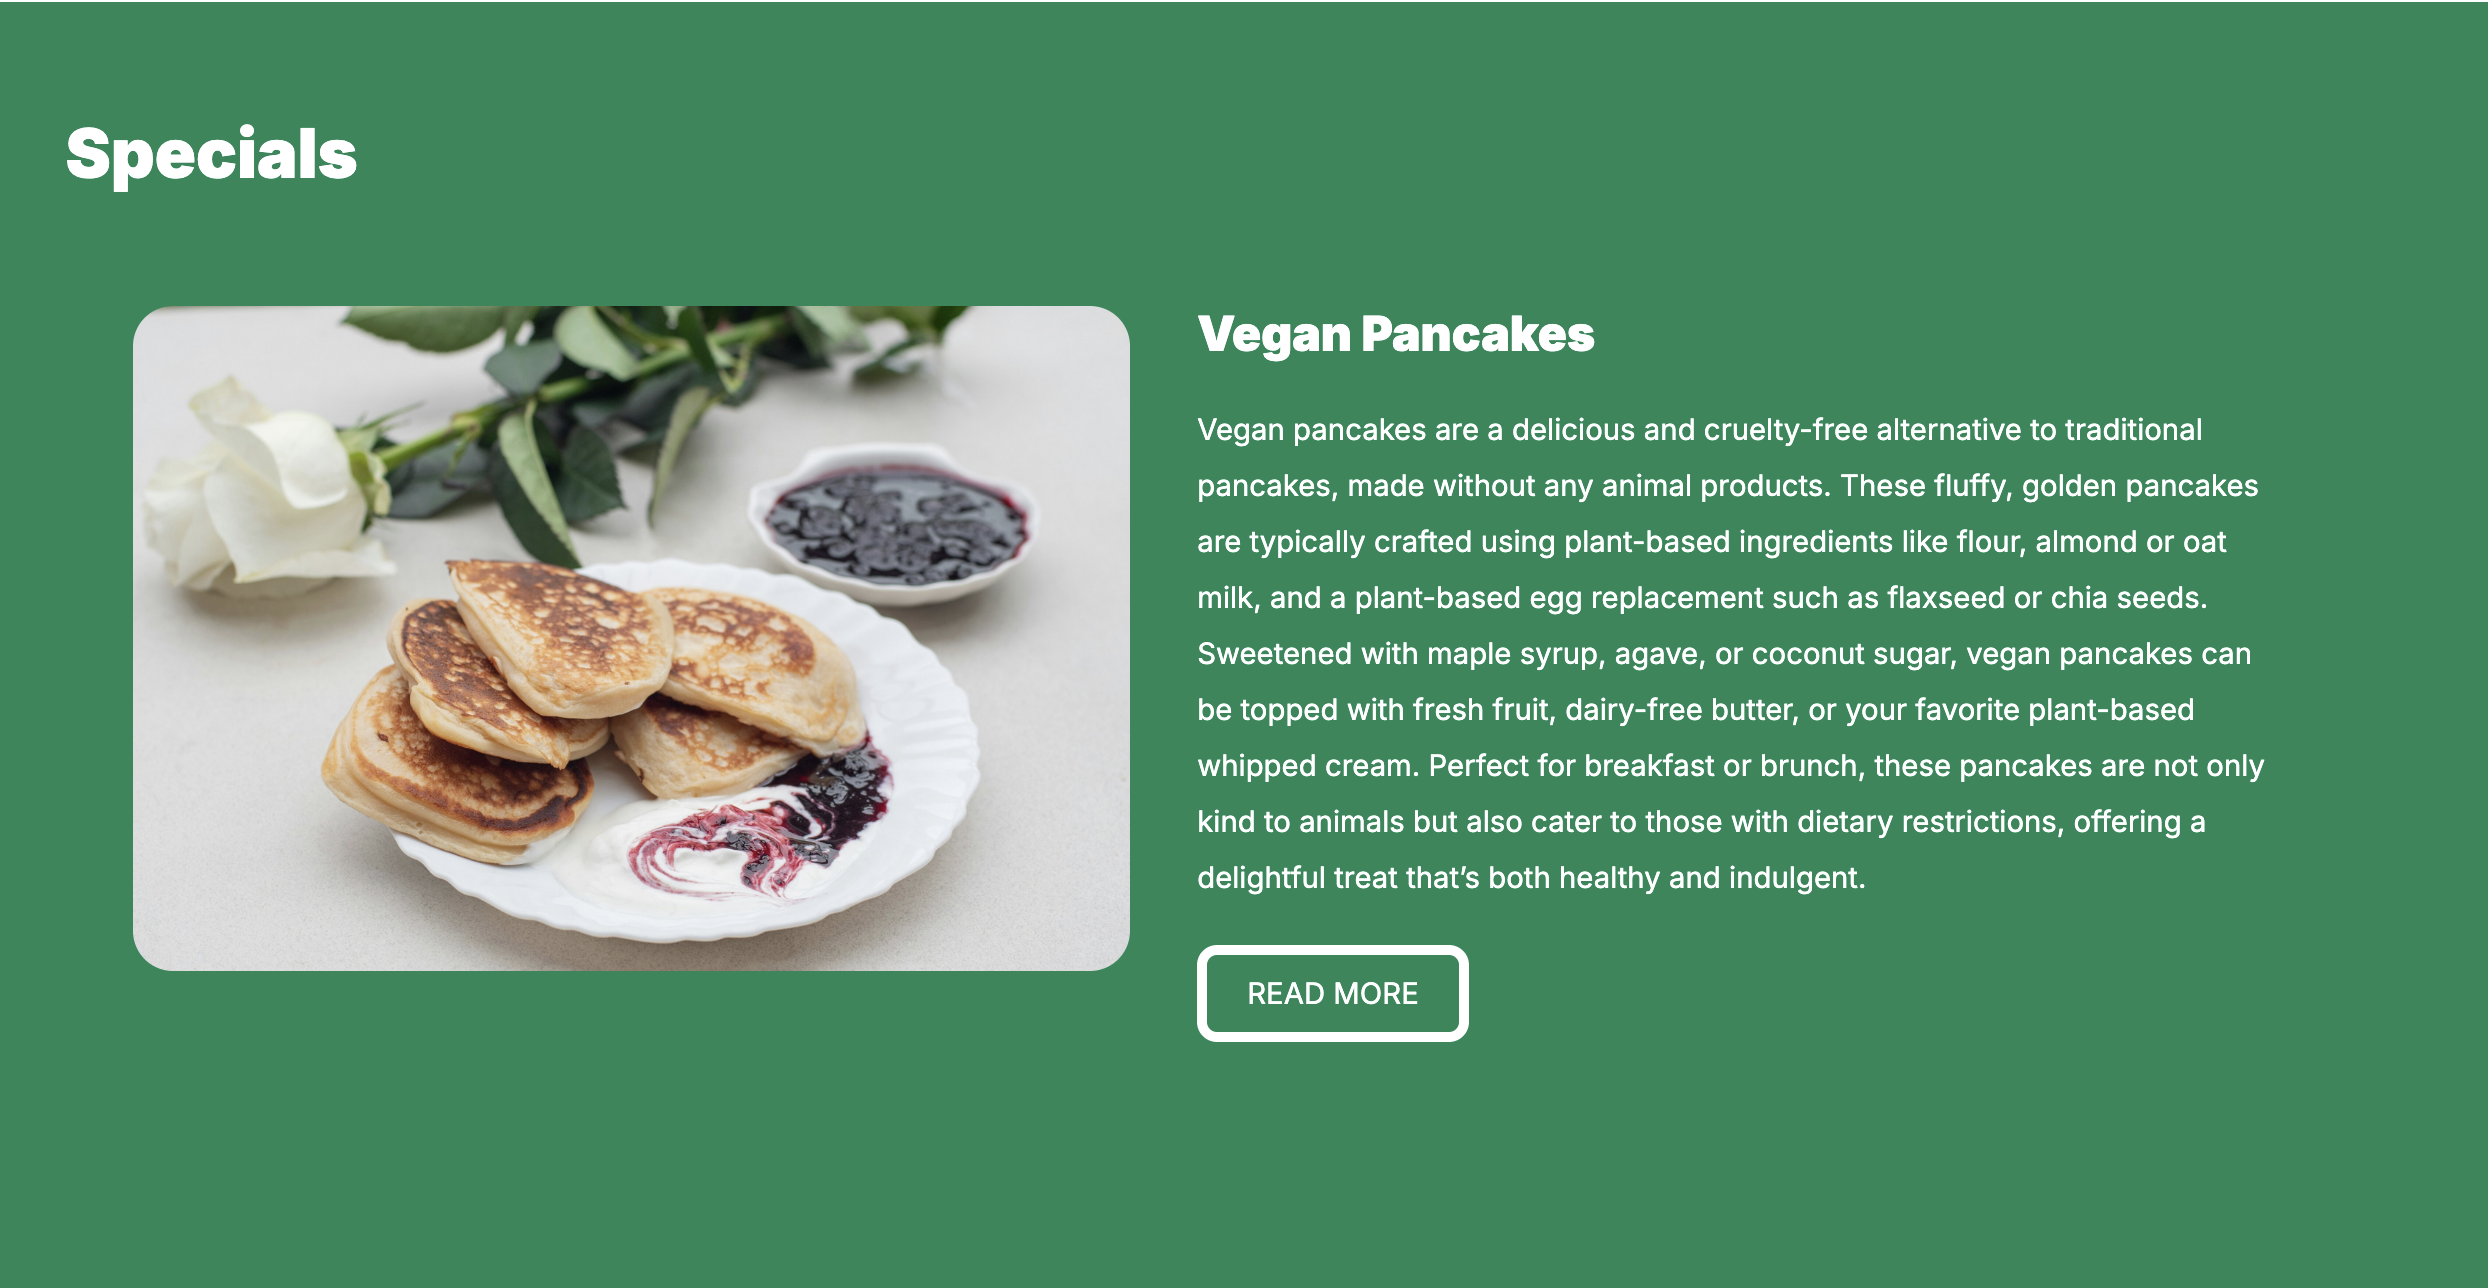 Specials
Vegan Pancakes
Vegan pancakes are a delicious and cruelty-free alternative to traditional
pancakes, made without any animal products. These fluffy, golden pancakes
are typically crafted using plant-based ingredients like flour, almond or oat
milk, and a plant-based egg replacement such as flaxseed or chia seeds.
Sweetened with maple syrup, agave, or coconut sugar, vegan pancakes can
be topped with fresh fruit, dairy-free butter, or your favorite plant-based
whipped cream. Perfect for breakfast or brunch, these pancakes are not only
kind to animals but also cater to those with dietary restrictions, offering a
delightful treat that’s both healthy and indulgent.
READ MORE